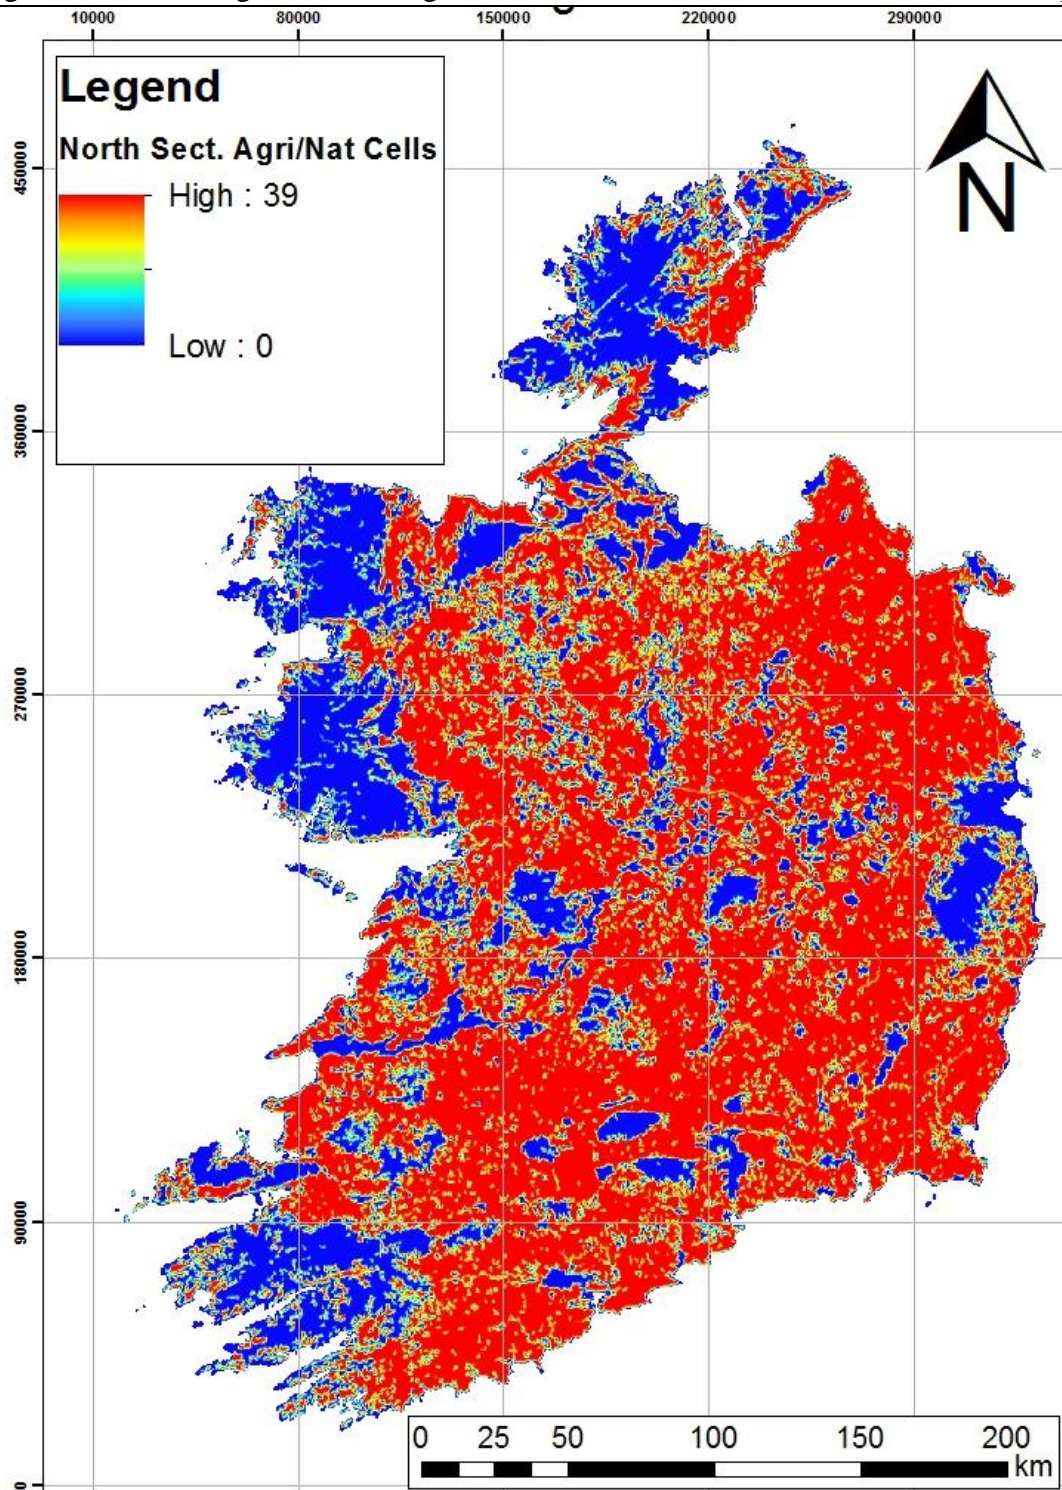 10000 80000 150000 220000 290000
Legend
North Sect. Agri/Nat Cells
High : 39
Low : 0
N
450000
360000
270000
180000
90000
0
0 25 50 100 150 200
km